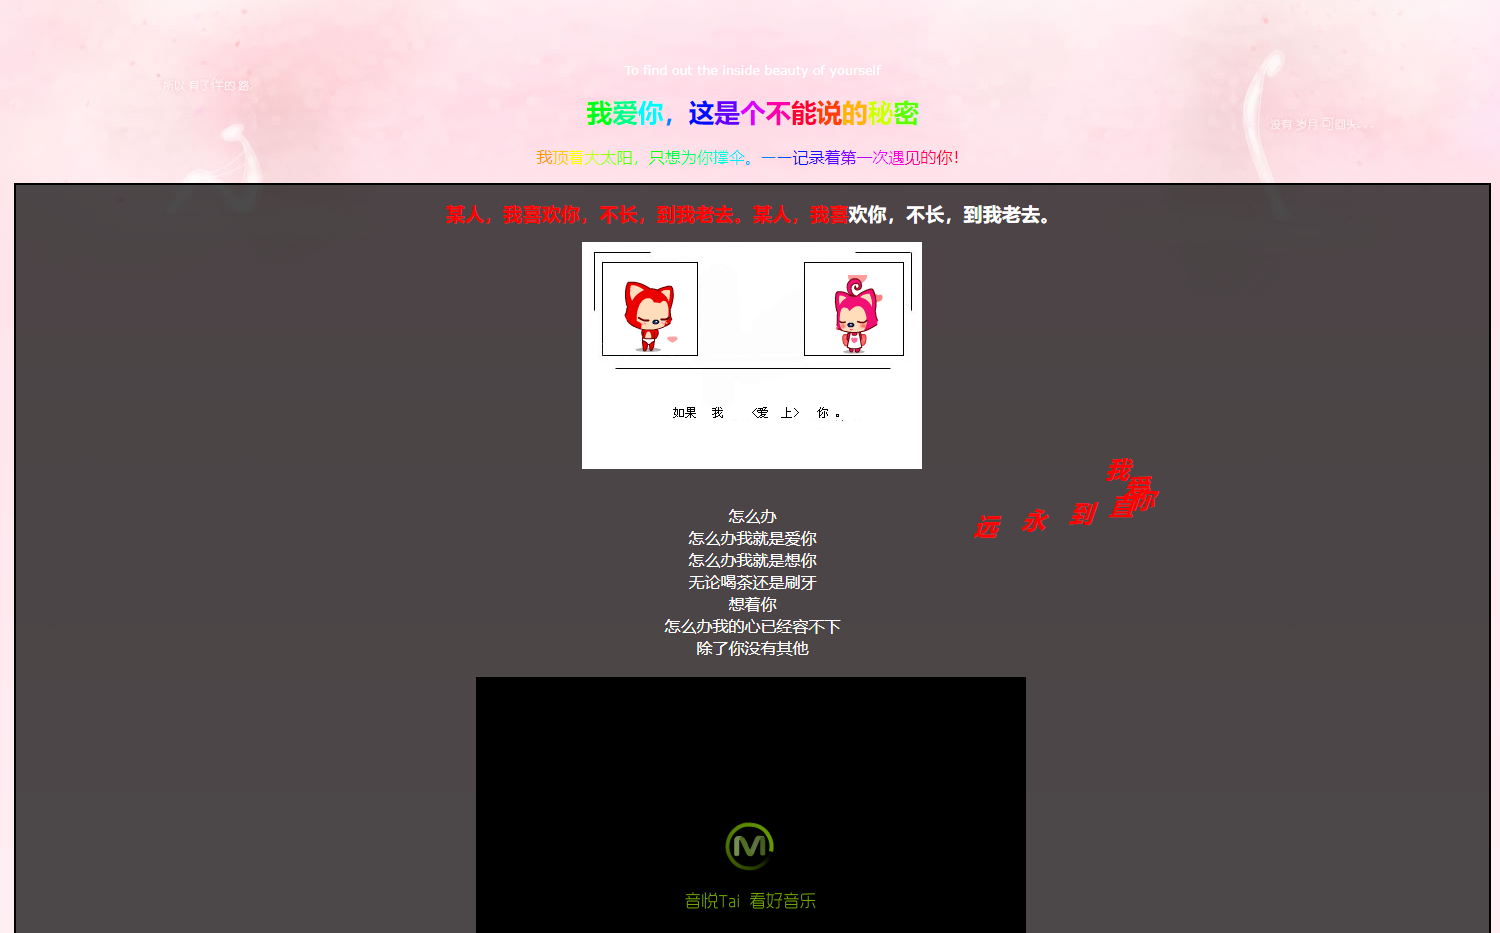 To find out the inside beauty of yourself
所以 有了
没有 岁月 可 回头
我爱你，这是个不能说的秘密
我顶着大太阳，只想为你撑伞。——记录着第一次遇见的你！
某人，我喜欢你，不长，到我老去。某人，我喜欢你，不长，到我老去。
如果 我 <爱 上> 你 。
我
爱
你
远 永 到 直
怎么办
怎么办我就是爱你
怎么办我就是想你
无论喝茶还是刷牙
想着你
怎么办我的心已经容不下
除了你没有其他
音悦Tai 看好音乐